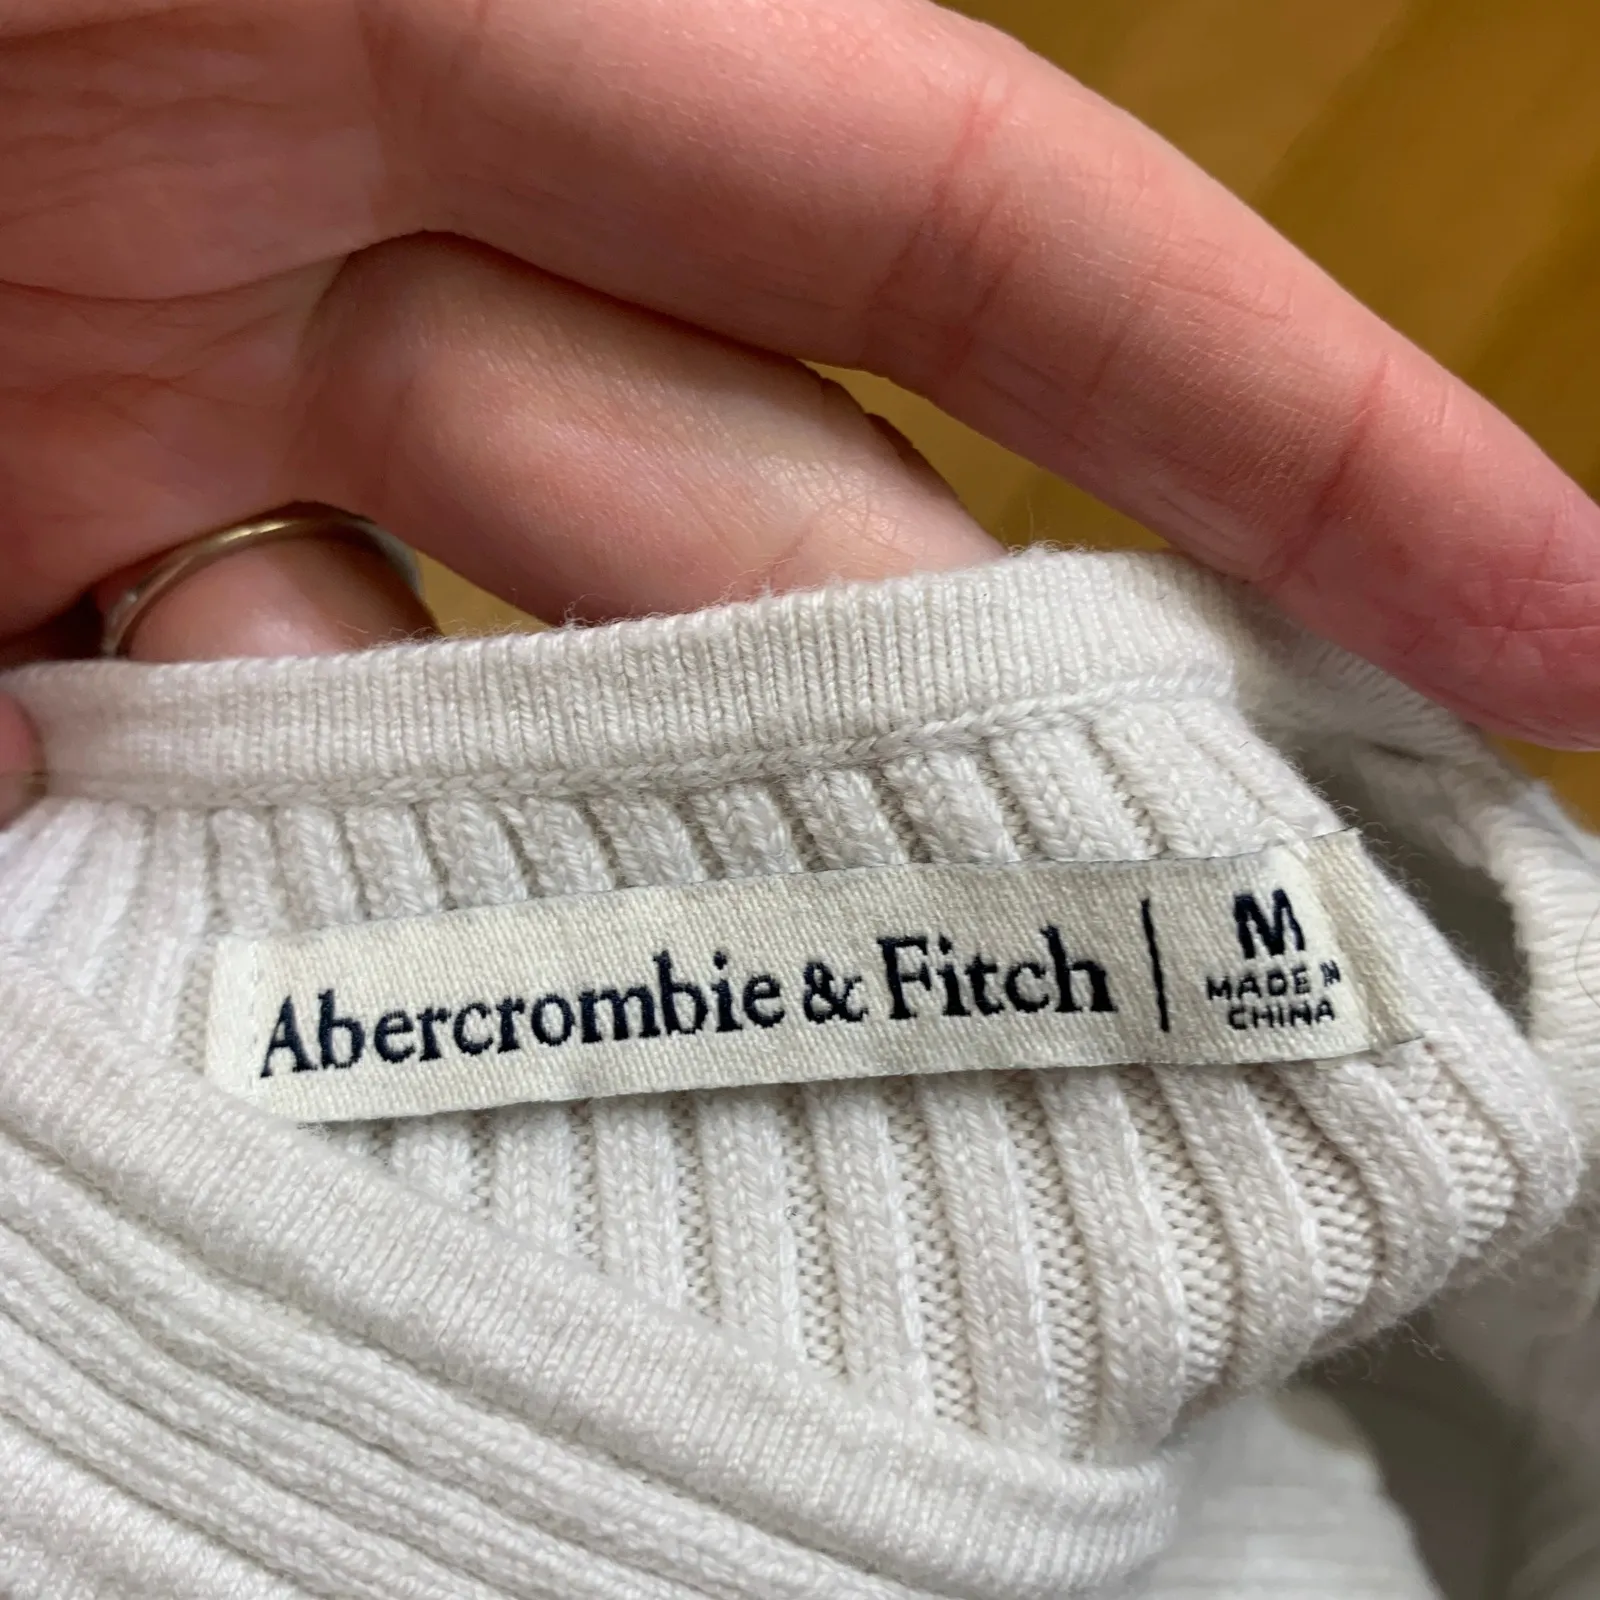 Abercrombie & Fitch | M
MADE IN
CHINA